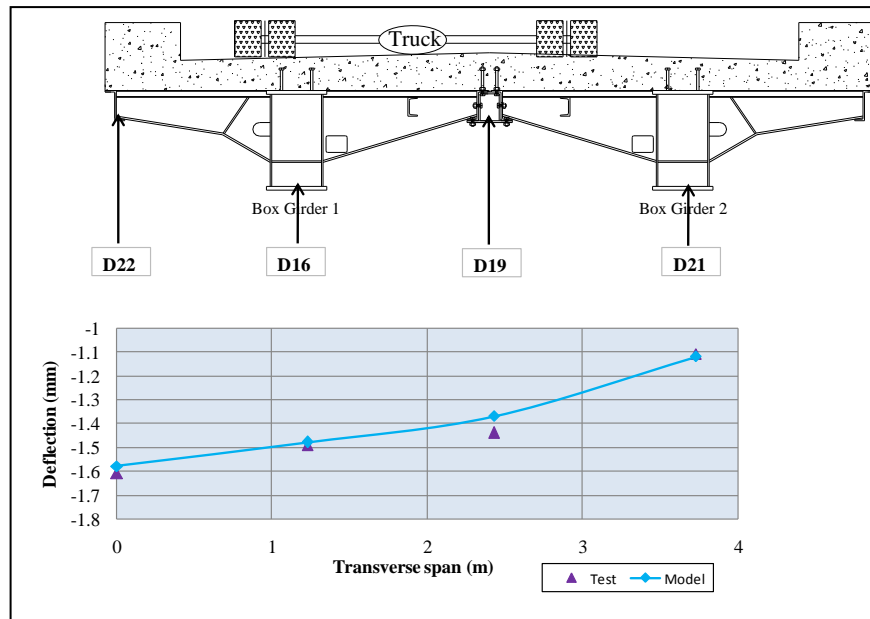 Truck
Box Girder 1
Box Girder 2
D22
D16
D19
D21
-1
-1.1
-1.2
-1.3
-1.4
-1.5
-1.6
-1.7
-1.8
Deflection (mm)
0 1 2 3 4
Transverse span (m)
Test Model